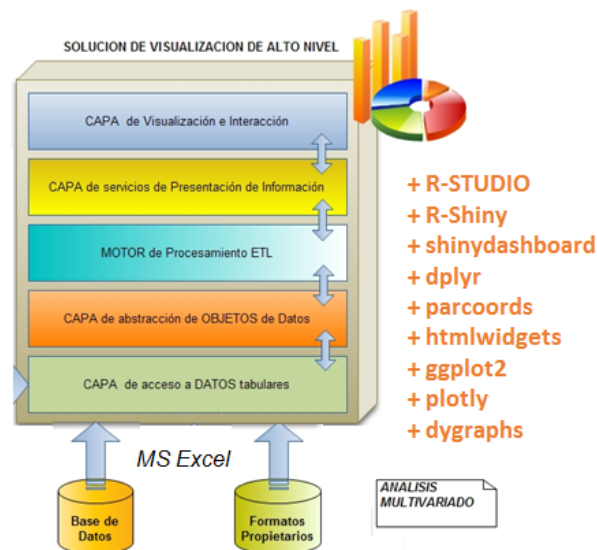 SOLUCION DE VISUALIZACION DE ALTO NIVEL
CAPA de Visualización e Interacción
CAPA de servicios de Presentación de Información
MOTOR de Procesamiento ETL
CAPA de abstracción de OBJETOS de Datos
CAPA de acceso a DATOS tabulares
+ R-STUDIO
+ R-Shiny
+ shinydashboard
+ dplyr
+ parcoords
+ htmlwidgets
+ ggplot2
+ plotly
+ dygraphs
MS Excel
Base de
Datos
Formatos
Propietarios
ANALISIS
MULTIVARIADO